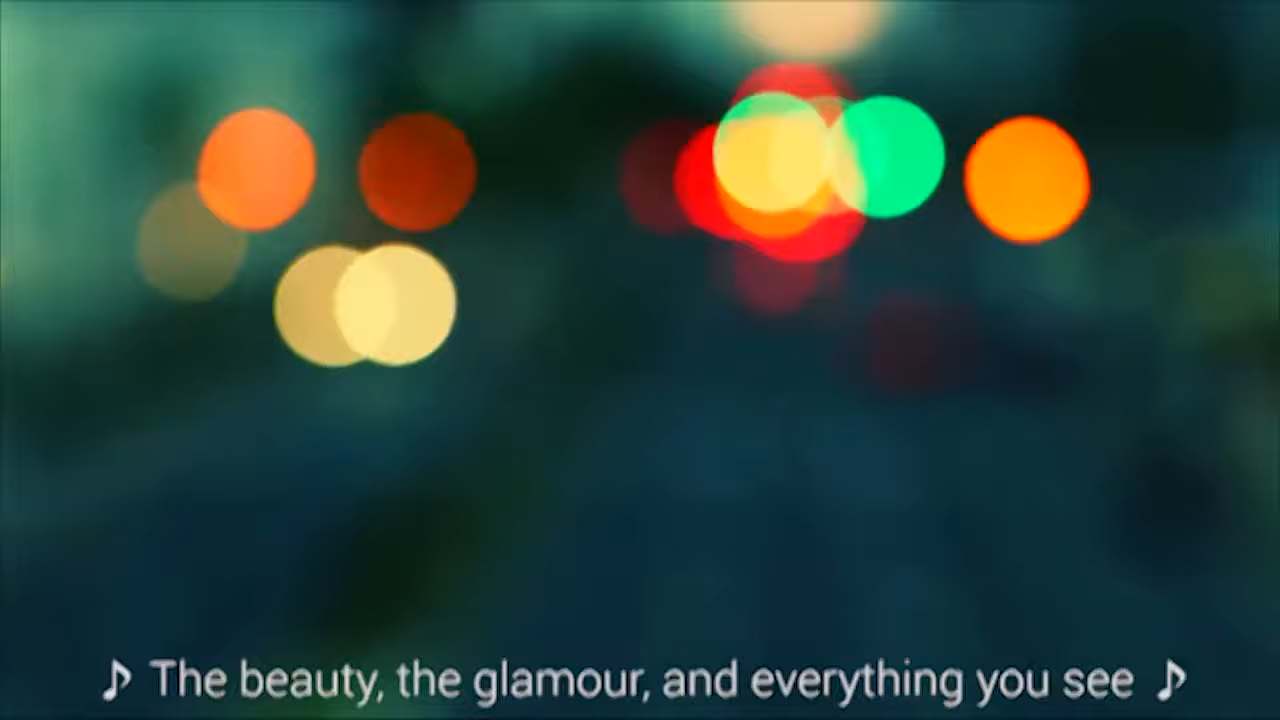 ♪ The beauty, the glamour, and everything you see ♪